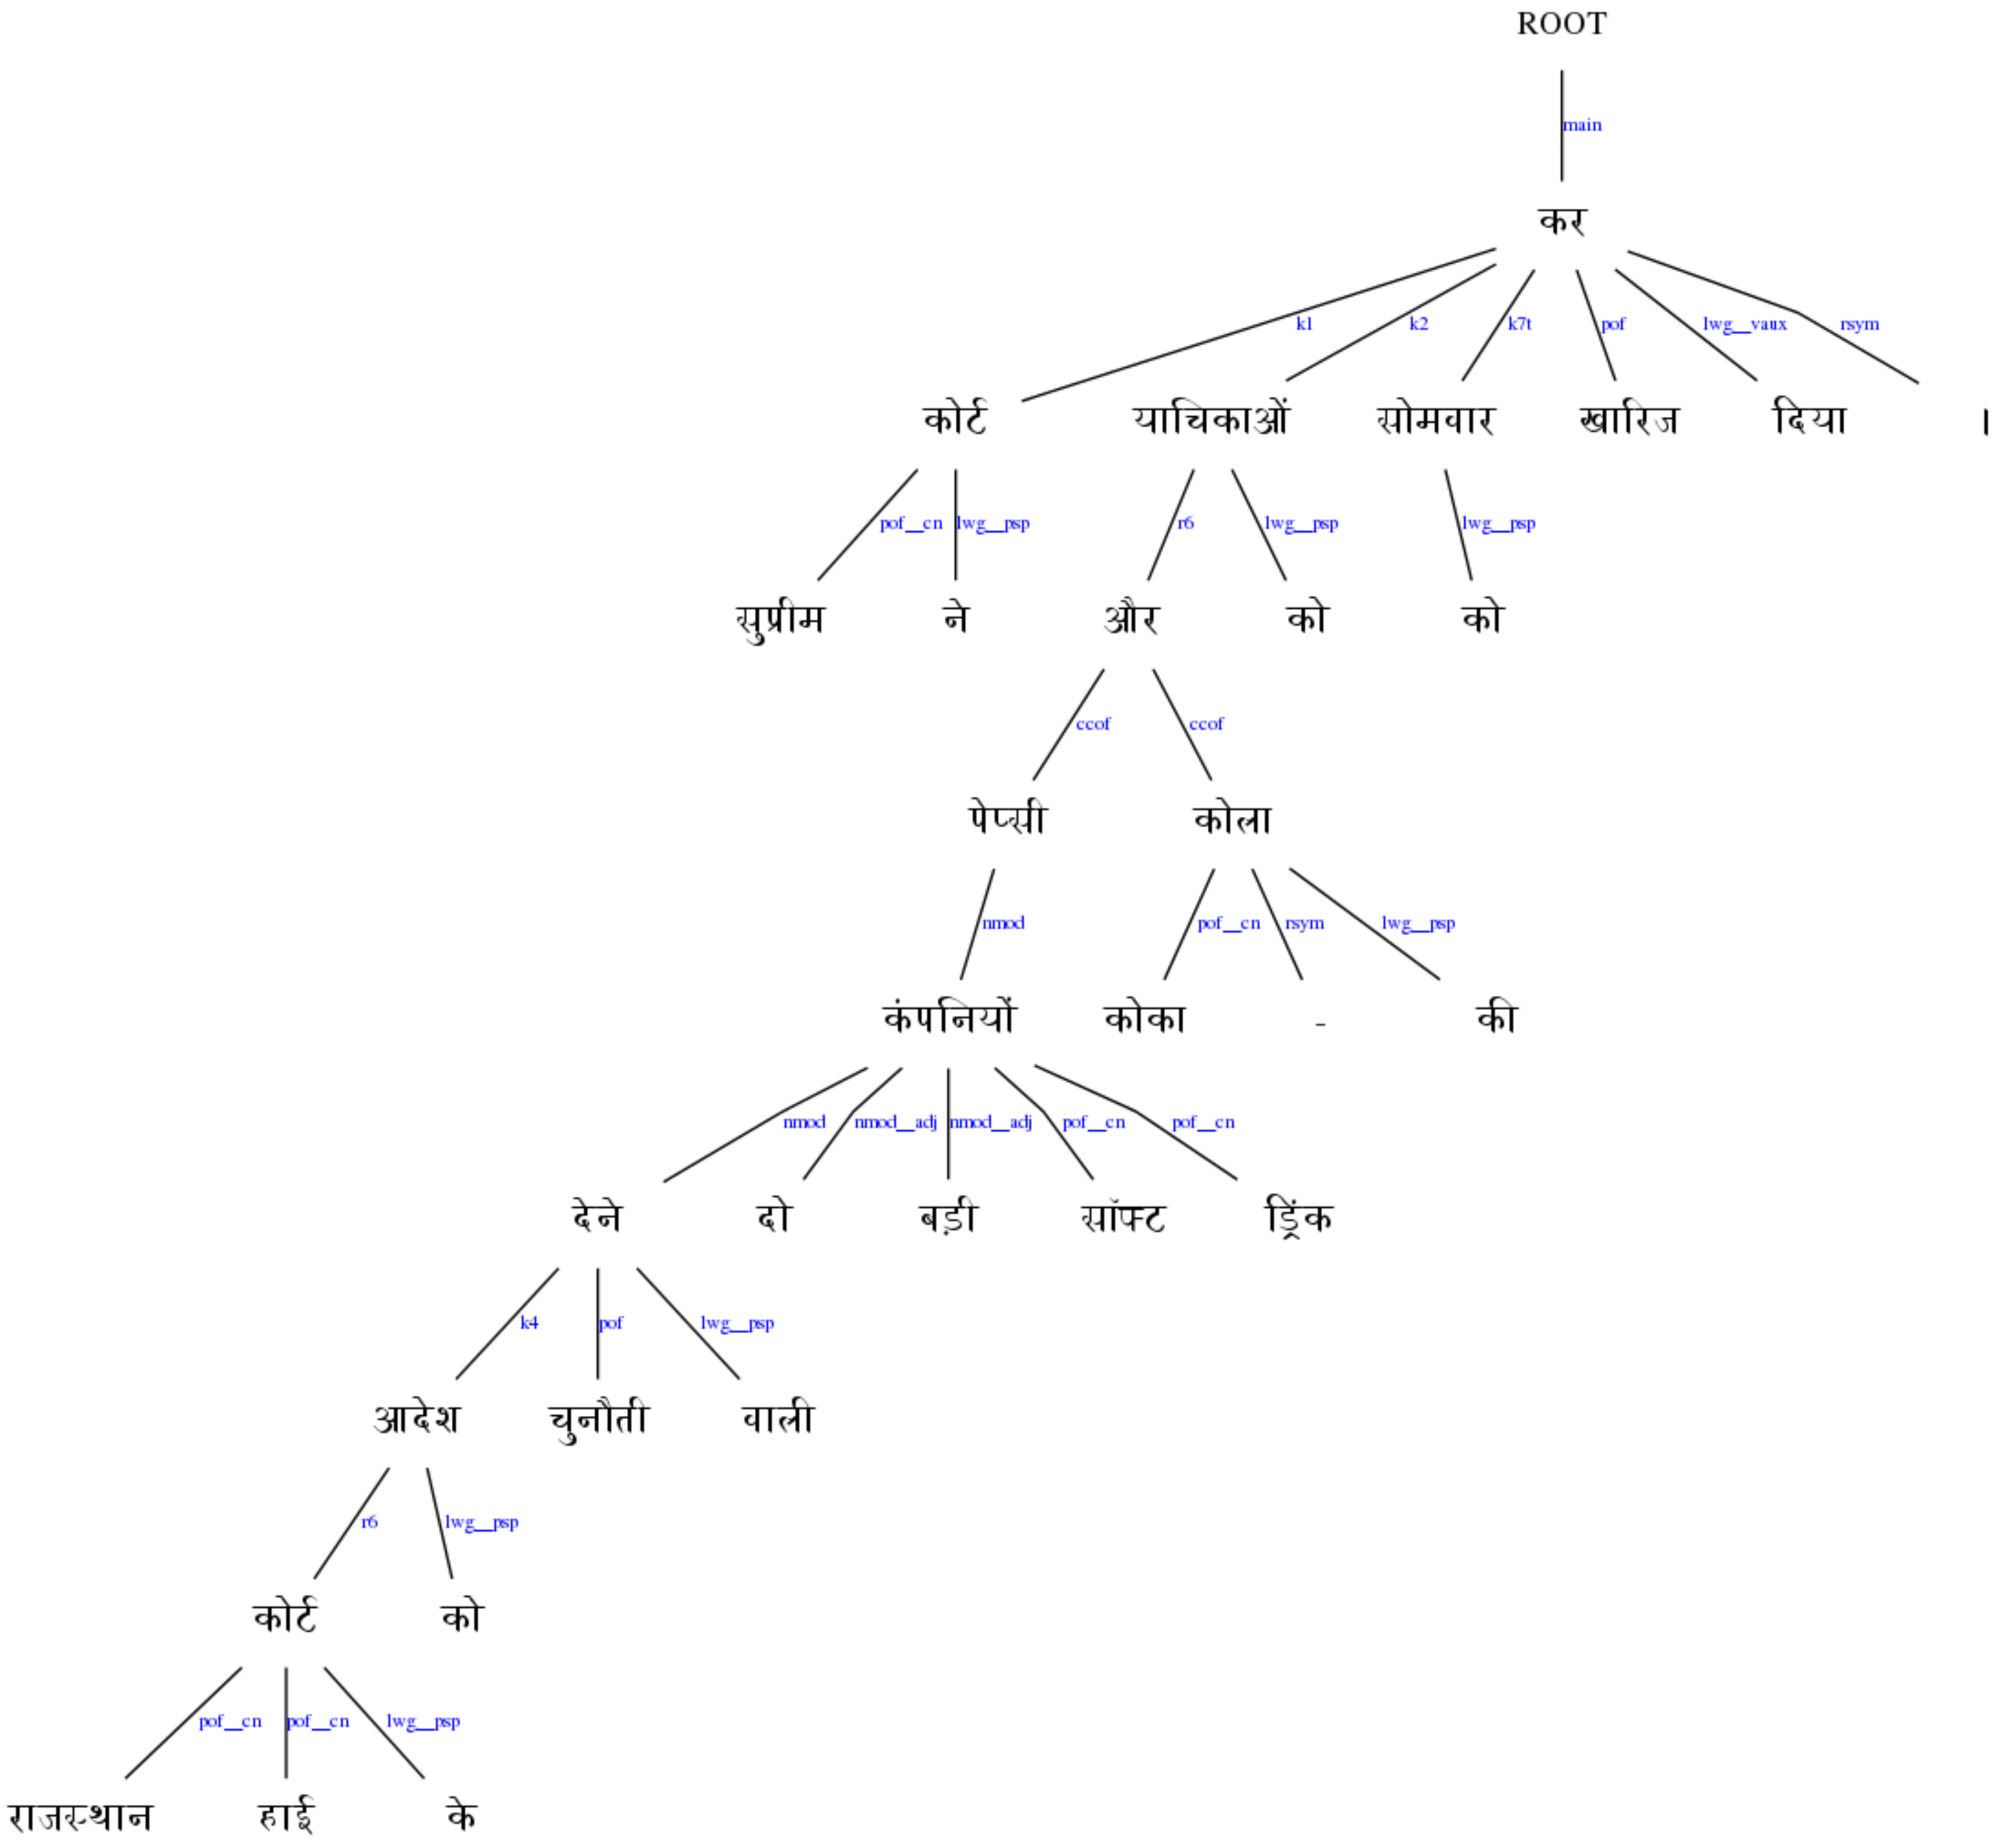 ROOT
main
कर
k1 k2 k7t pof lwg__vaux rsym
कोर्ट याचिकाओं सोमवार खारिज दिया ।
pof__cn lwg__psp r6 lwg__psp lwg__psp
सुप्रीम ने और को को
ccof ccof
पेप्सी कोला
nmod pof__cn rsym lwg__psp
कंपनियों कोका - की
nmod nmod__adj nmod__adj pof__cn pof__cn
देने दो बड़ी सॉफ्ट ड्रिंक
k4 pof lwg__psp
आदेश चुनौती वाली
r6 lwg__psp
कोर्ट को
pof__cn pof__cn lwg__psp
राजस्थान हाई के